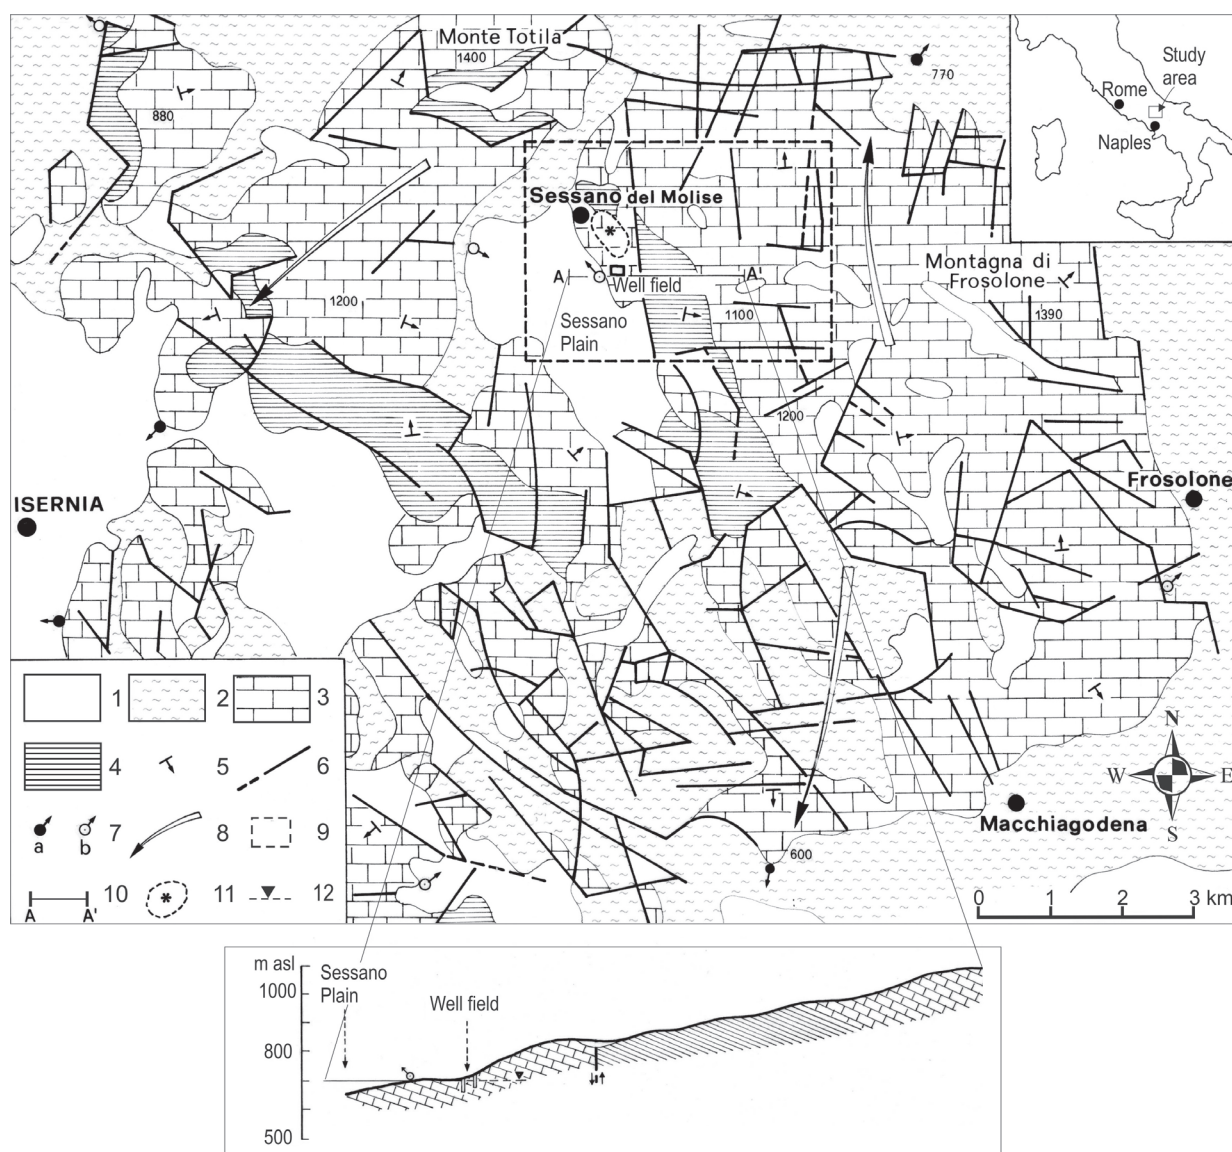 Monte Totila
1400
770
Study
area
Rome
Naples
880
Sessano del Molise
*
Montagna di
Frosolone
A
A'
Well field
1200
1100
1390
Sessano
Plain
1200
ISERNIA
Frosolone
1
2
3
4
5
6
a
b
7
8
9
A
A'
10
*
11
12
600
Macchiagodena
N
W
E
S
0
1
2
3 km
m asl
1000
800
500
Sessano
Plain
Well field